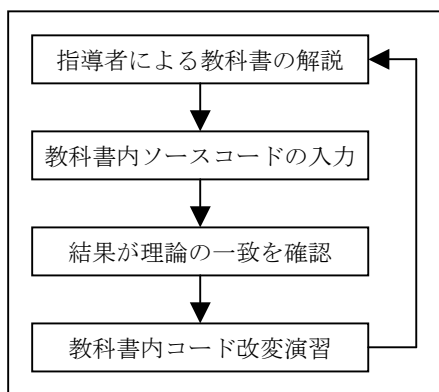 指導者による教科書の解説
教科書内ソースコードの入力
結果が理論の一致を確認
教科書内コード改変演習